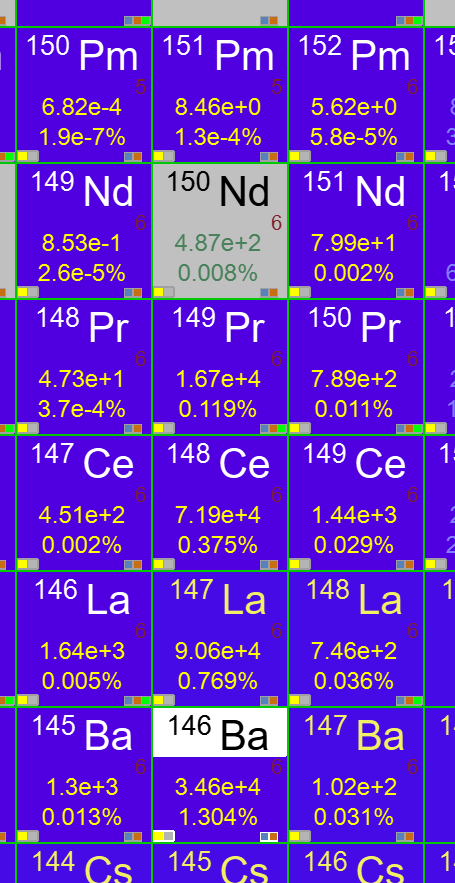 150 Pm 151 Pm 152 Pm 15
5 5 6
6.82e-4 8.46e+0 5.62e+0
1.9e-7% 1.3e-4% 5.8e-5%
149 Nd 150 Nd 151 Nd 15
6 6 6
8.53e-1 4.87e+2 7.99e+1
2.6e-5% 0.008% 0.002%
148 Pr 149 Pr 150 Pr
6 6 6
4.73e+1 1.67e+4 7.89e+2
3.7e-4% 0.119% 0.011%
147 Ce 148 Ce 149 Ce 15
6 6 6
4.51e+2 7.19e+4 1.44e+3
0.002% 0.375% 0.029%
146 La 147 La 148 La 1
6 6 6
1.64e+3 9.06e+4 7.46e+2
0.005% 0.769% 0.036%
145 Ba 146 Ba 147 Ba
6 6 6
1.3e+3 3.46e+4 1.02e+2
0.013% 1.304% 0.031%
144 Cs 145 Cs 146 Cs